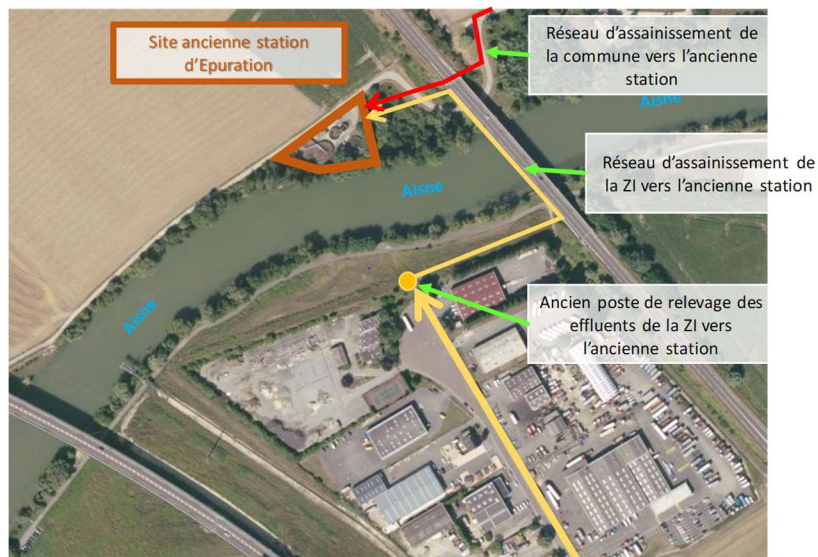 Site ancienne station
d'Epuration
Réseau d'assainissement de
la commune vers l'ancienne
station
Aisne
Réseau d'assainissement de
la ZI vers l'ancienne station
Aisne
Ancien poste de relevage des
effluents de la ZI vers
l'ancienne station
Aisne